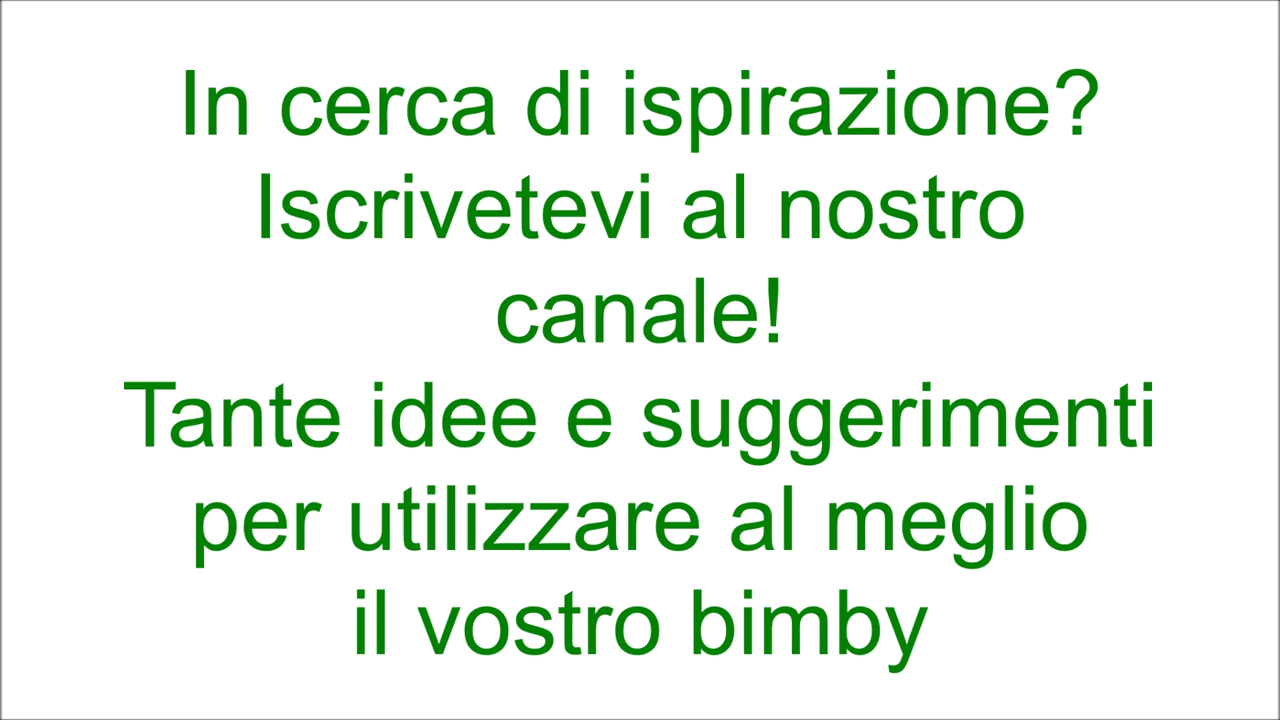 In cerca di ispirazione?
Iscrivetevi al nostro
canale!
Tante idee e suggerimenti
per utilizzare al meglio
il vostro bimby